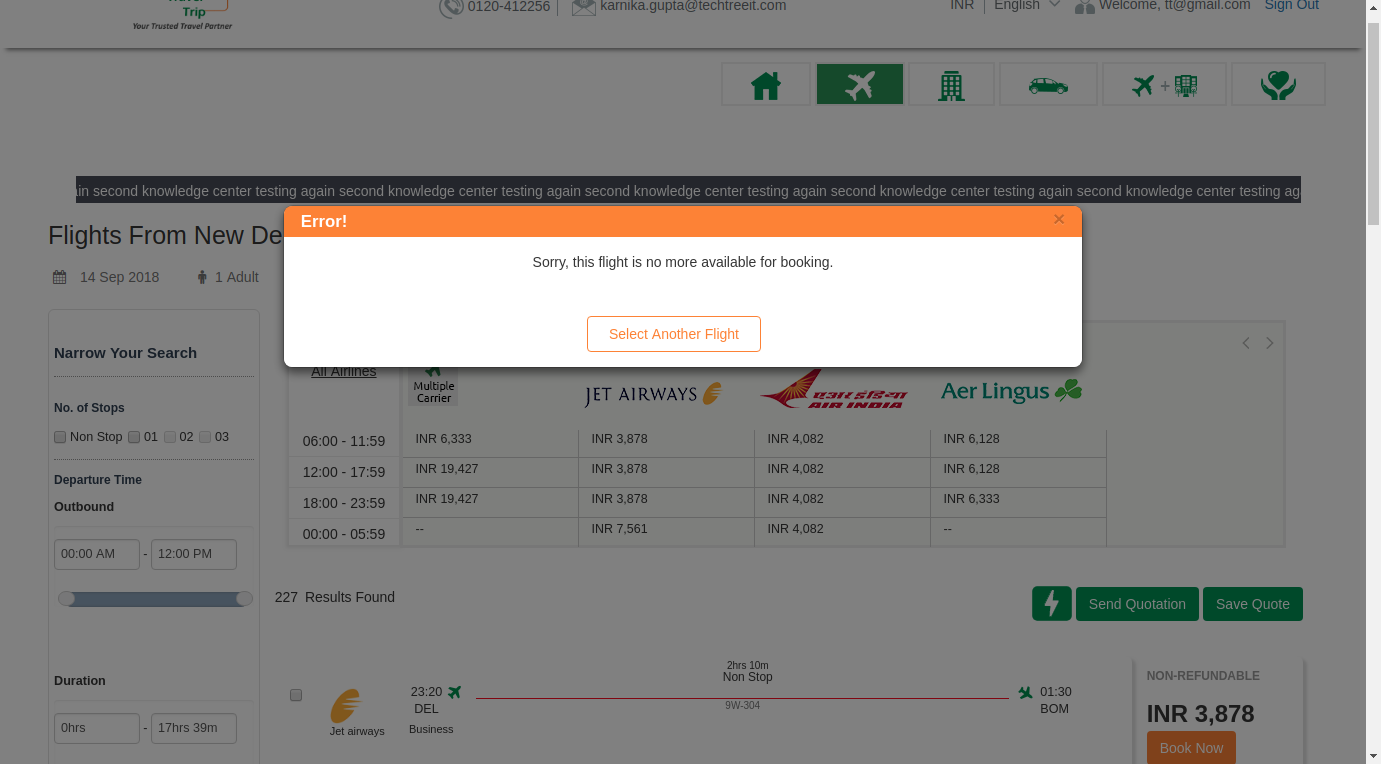 Travel
Trip
Your Trusted Travel Partner
0120-412256
karnika.gupta@techtreeit.com
INR
English
Welcome, tt@gmail.com
Sign Out
+
second knowledge center testing again second knowledge center testing again second knowledge center testing again second knowledge center testing again second knowledge center testing
Error!
×
Sorry, this flight is no more available for booking.
Select Another Flight
Flights From New
14 Sep 2018
1 Adult
Narrow Your Search
No. of Stops
Non Stop 01 02 03
Departure Time
Outbound
00:00 AM - 12:00 PM
Duration
0hrs - 17hrs 39m
All Airlines
Multiple
Carrier
JET AIRWAYS
एअर इंडिया
AIR INDIA
Aer Lingus
06:00 - 11:59 INR 6,333 INR 3,878 INR 4,082 INR 6,128
12:00 - 17:59 INR 19,427 INR 3,878 INR 4,082 INR 6,128
18:00 - 23:59 INR 19,427 INR 3,878 INR 4,082 INR 6,333
00:00 - 05:59 -- INR 7,561 INR 4,082 --
227 Results Found
Send Quotation
Save Quote
Jet airways
23:20
DEL
Business
2hrs 10m
Non Stop
9W-304
01:30
BOM
NON-REFUNDABLE
INR 3,878
Book Now